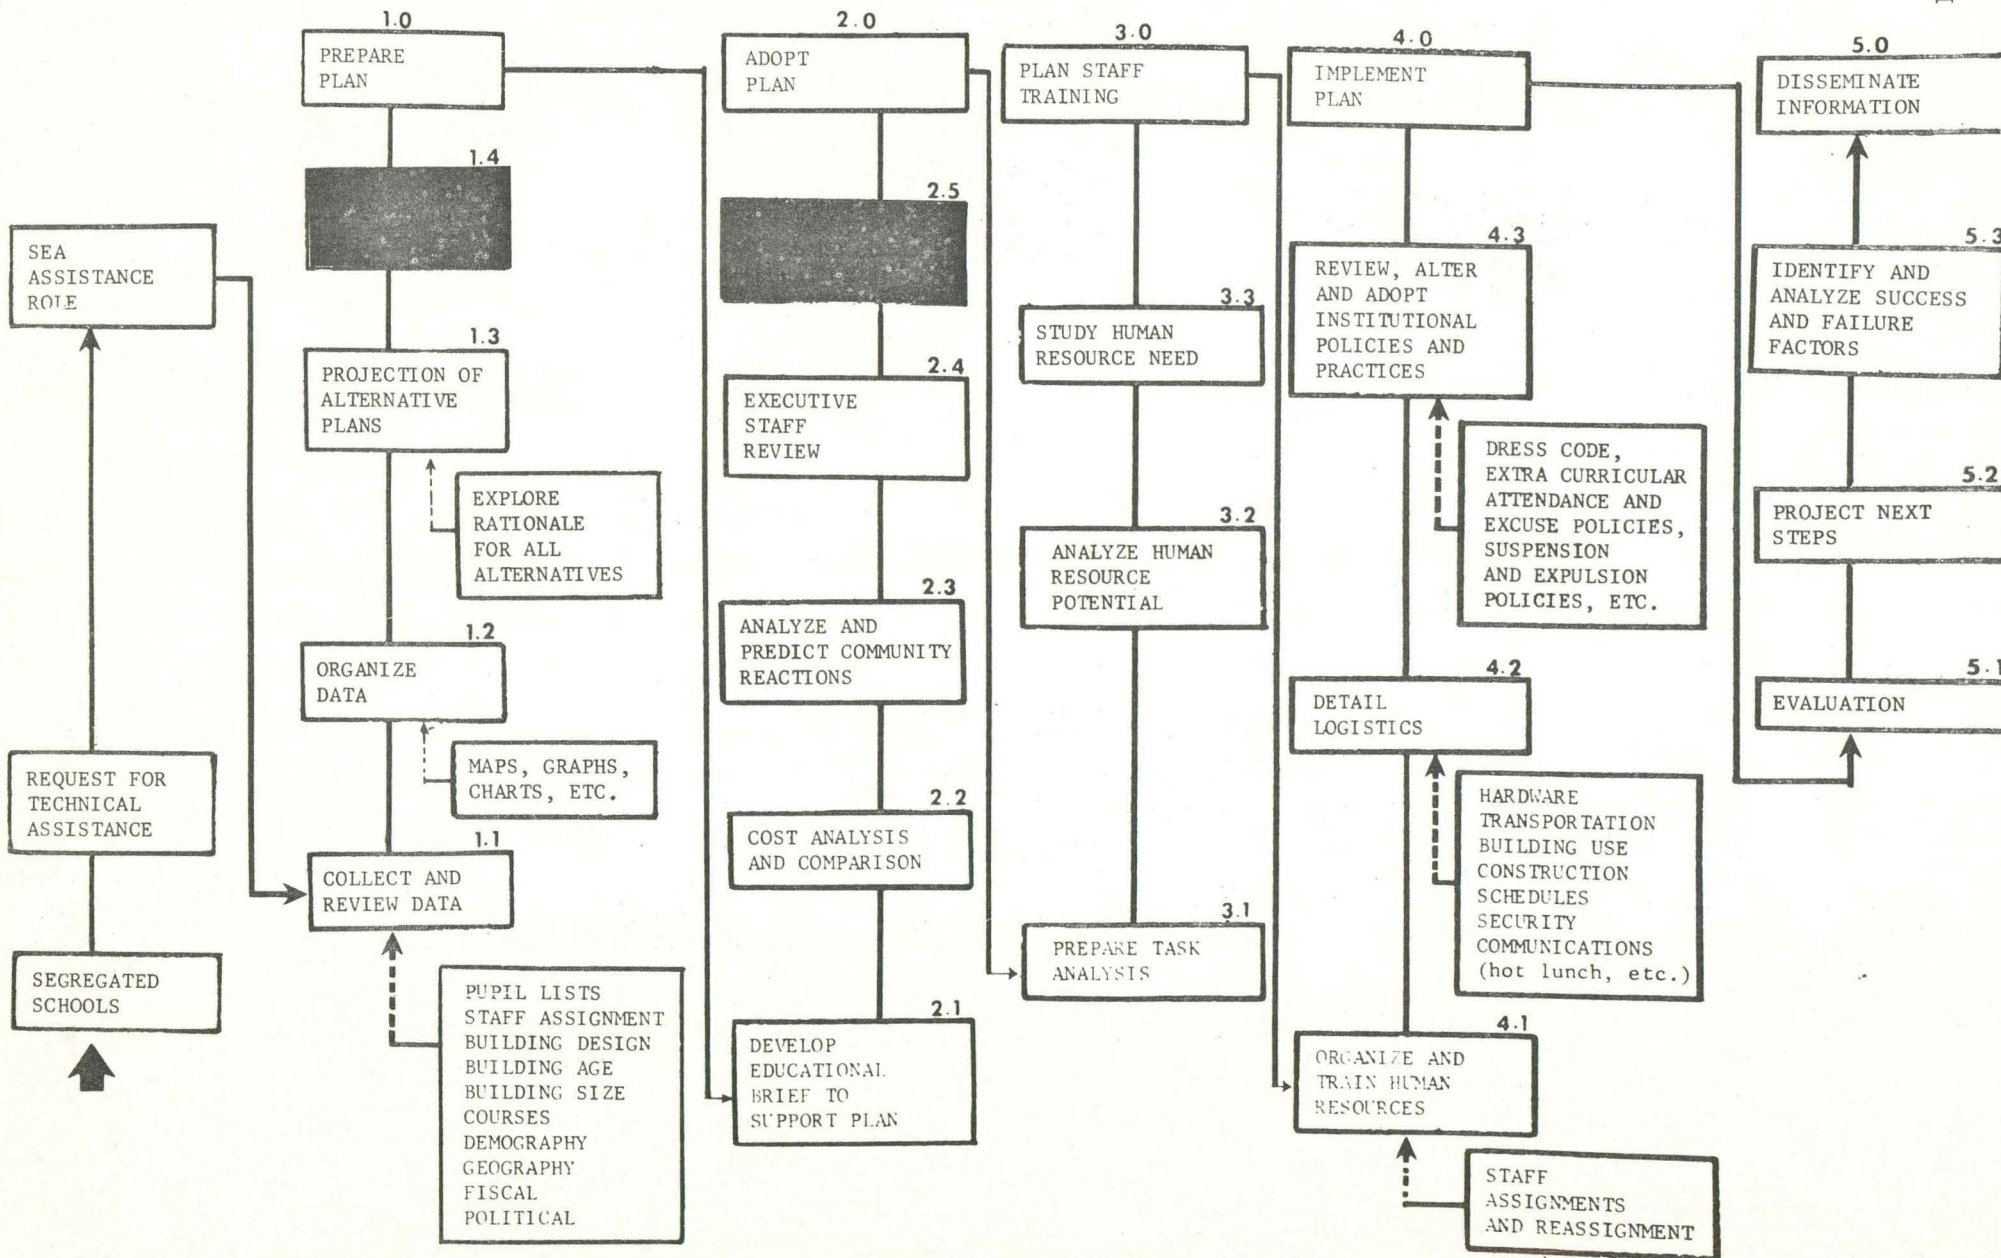 SEA
ASSISTANCE
ROLE
REQUEST FOR
TECHNICAL
ASSISTANCE
SEGREGATED
SCHOOLS
1.0
PREPARE
PLAN
1.4
1.3
PROJECTION OF
ALTERNATIVE
PLANS
EXPLORE
RATIONALE
FOR ALL
ALTERNATIVES
1.2
ORGANIZE
DATA
MAPS, GRAPHS,
CHARTS, ETC.
1.1
COLLECT AND
REVIEW DATA
PUPIL LISTS
STAFF ASSIGNMENT
BUILDING DESIGN
BUILDING AGE
BUILDING SIZE
COURSES
DEMOGRAPHY
GEOGRAPHY
FISCAL
POLITICAL
2.0
ADOPT
PLAN
2.5
2.4
EXECUTIVE
STAFF
REVIEW
2.3
ANALYZE AND
PREDICT COMMUNITY
REACTIONS
2.2
COST ANALYSIS
AND COMPARISON
2.1
DEVELOP
EDUCATIONAL
BRIEF TO
SUPPORT PLAN
3.0
PLAN STAFF
TRAINING
3.3
STUDY HUMAN
RESOURCE NEED
3.2
ANALYZE HUMAN
RESOURCE
POTENTIAL
3.1
PREPARE TASK
ANALYSIS
4.0
IMPLEMENT
PLAN
4.3
REVIEW, ALTER
AND ADOPT
INSTITUTIONAL
POLICIES AND
PRACTICES
DRESS CODE,
EXTRA CURRICULAR
ATTENDANCE AND
EXCUSE POLICIES,
SUSPENSION
AND EXPULSION
POLICIES, ETC.
4.2
DETAIL
LOGISTICS
HARDWARE
TRANSPORTATION
BUILDING USE
CONSTRUCTION
SCHEDULES
SECURITY
COMMUNICATIONS
(hot lunch, etc.)
4.1
ORGANIZE AND
TRAIN HUMAN
RESOURCES
STAFF
ASSIGNMENTS
AND REASSIGNMENT
5.0
DISSEMINATE
INFORMATION
5.3
IDENTIFY AND
ANALYZE SUCCESS
AND FAILURE
FACTORS
5.2
PROJECT NEXT
STEPS
5.1
EVALUATION